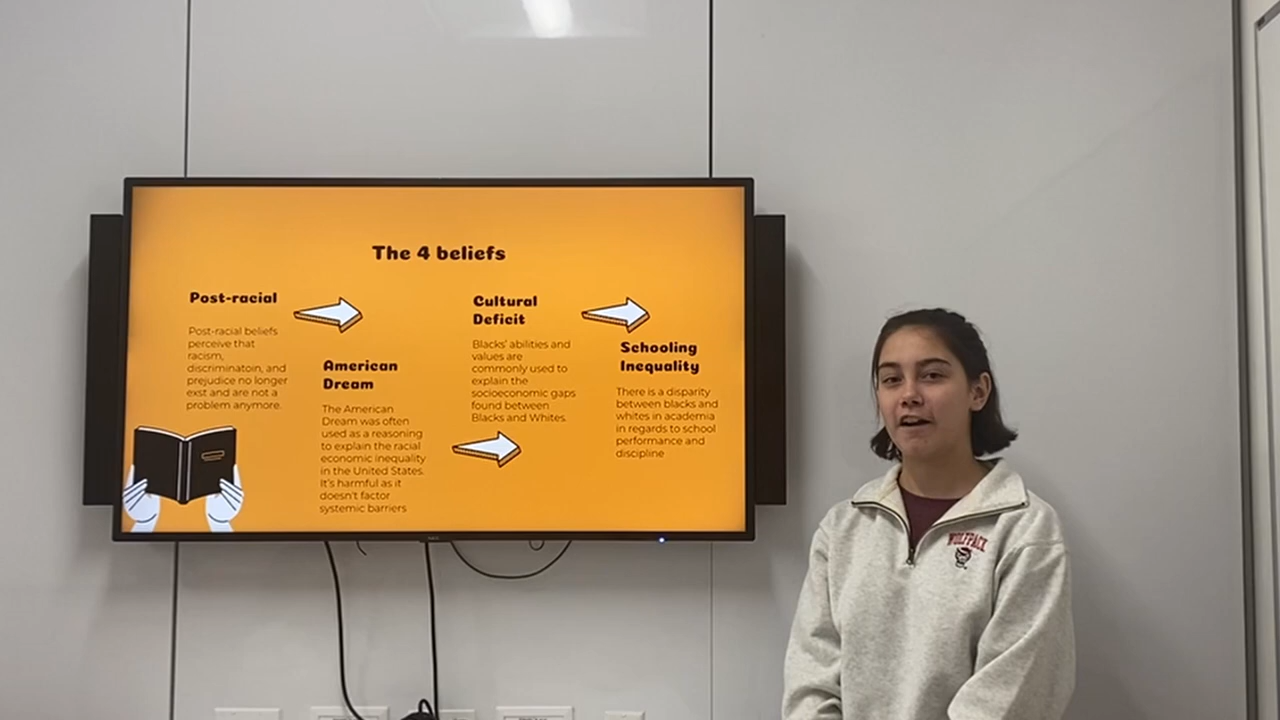 The 4 beliefs
Post-racial
Post-racial beliefs
perceive that
racism,
discriminatoin, and
prejudice no longer
exst and are not a
problem anymore.
American
Dream
The American
Dream was often
used as a reasoning
to explain the racial
economic inequality
in the United States.
It's harmful as it
doesn't factor
systemic barriers
Cultural
Deficit
Blacks' abilities and
values are
commonly used to
explain the
socioeconomic gaps
found between
Blacks and Whites.
Schooling
Inequality
There is a disparity
between blacks and
whites in academia
in regards to school
performance and
discipline
WOLFPACK